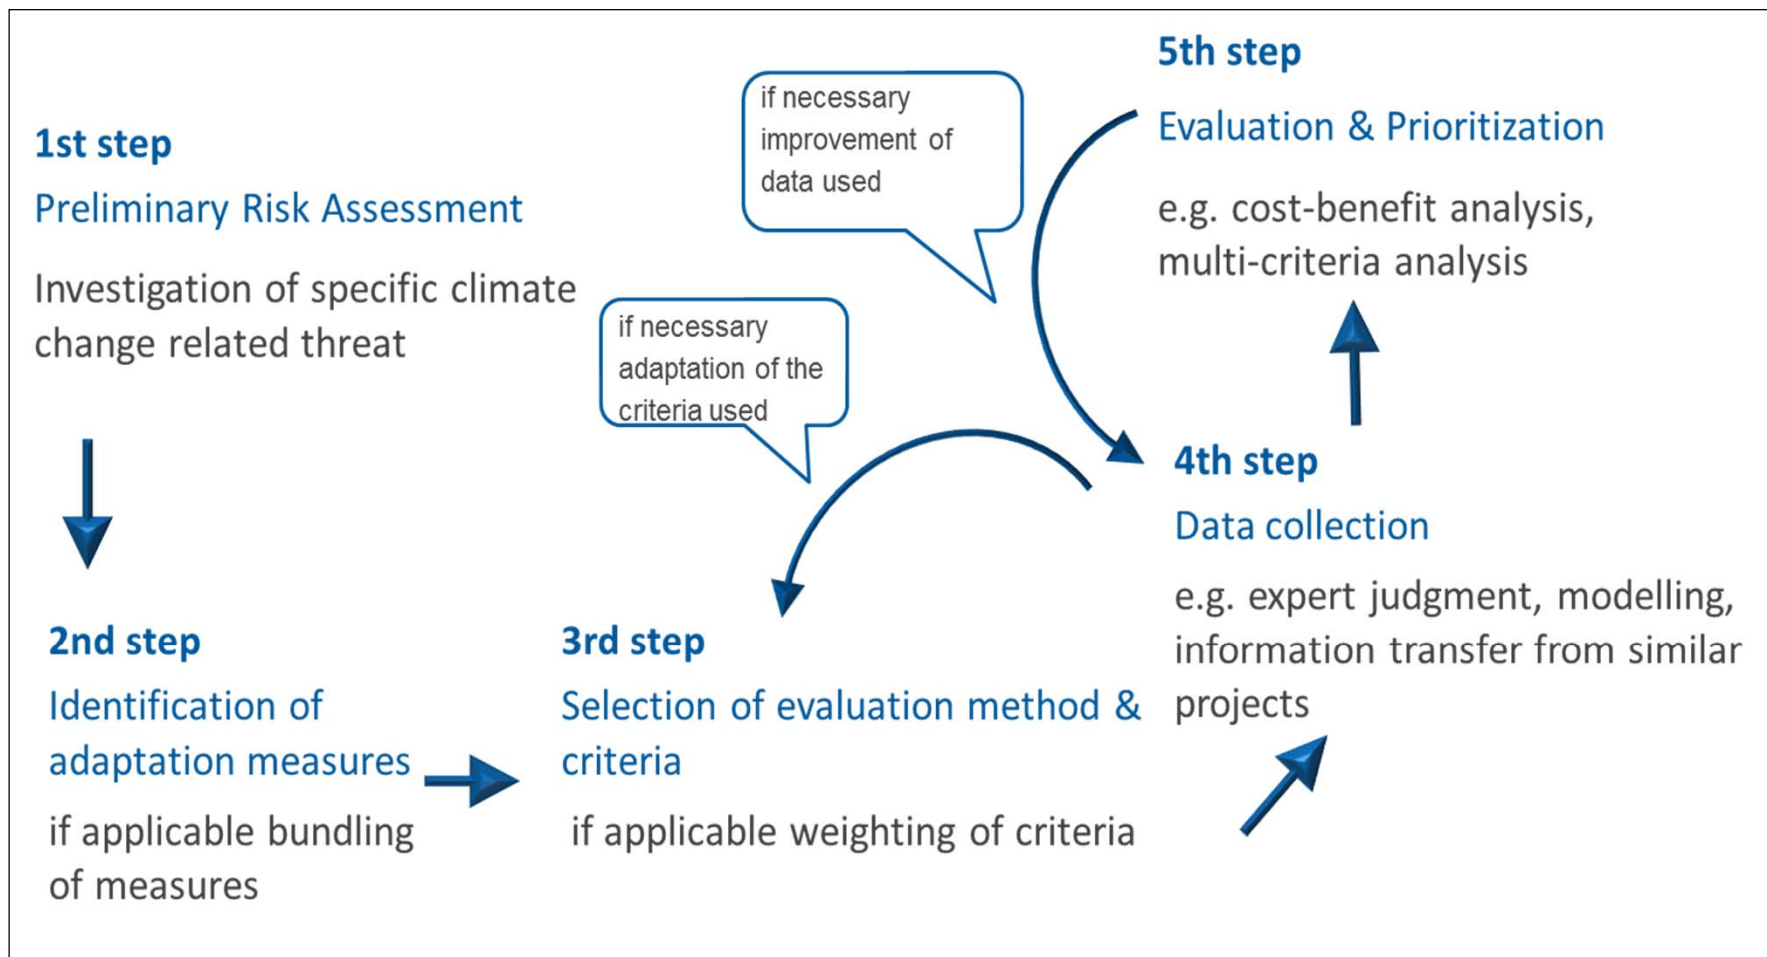 1st step
Preliminary Risk Assessment
Investigation of specific climate
change related threat
2nd step
Identification of
adaptation measures
if applicable bundling
of measures
3rd step
Selection of evaluation method &
criteria
if applicable weighting of criteria
if necessary
adaptation of the
criteria used
4th step
Data collection
e.g. expert judgment, modelling,
information transfer from similar
projects
if necessary
improvement of
data used
5th step
Evaluation & Prioritization
e.g. cost-benefit analysis,
multi-criteria analysis